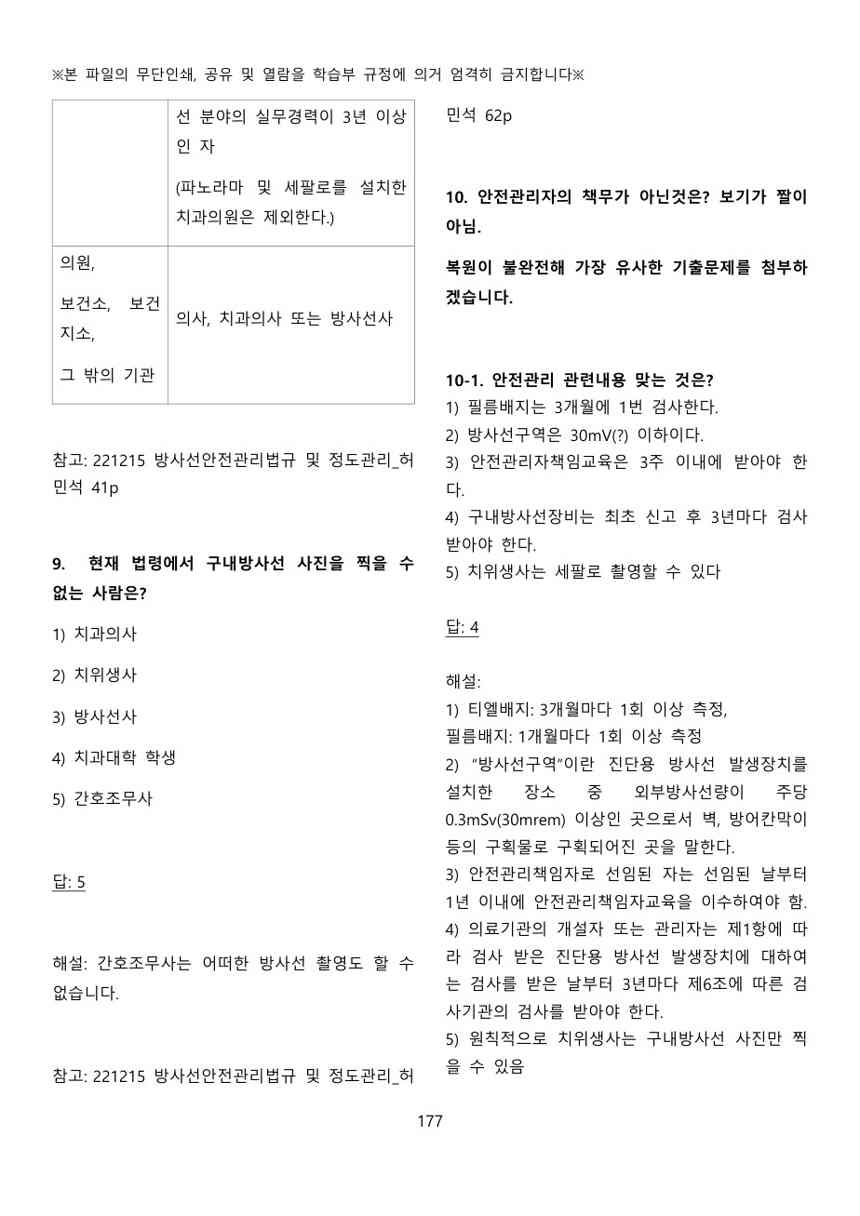 ※본 파일의 무단인쇄, 공유 및 열람을 학습부 규정에 의거 엄격히 금지합니다※
선 분야의 실무경력이 3년 이상
인 자
(파노라마 및 세팔로를 설치한
치과의원은 제외한다.)
의원,
보건소, 보건
지소,
그 밖의 기관
의사, 치과의사 또는 방사선사
참고: 221215 방사선안전관리법규 및 정도관리_허
민석 41p
9. 현재 법령에서 구내방사선 사진을 찍을 수
없는 사람은?
1) 치과의사
2) 치위생사
3) 방사선사
4) 치과대학 학생
5) 간호조무사
답: 5
해설: 간호조무사는 어떠한 방사선 촬영도 할 수
없습니다.
참고: 221215 방사선안전관리법규 및 정도관리_허
민석 62p
10. 안전관리자의 책무가 아닌것은? 보기가 짤이
아님.
복원이 불완전해 가장 유사한 기출문제를 첨부하
겠습니다.
10-1. 안전관리 관련내용 맞는 것은?
1) 필름배지는 3개월에 1번 검사한다.
2) 방사선구역은 30mV(?) 이하이다.
3) 안전관리자책임교육은 3주 이내에 받아야 한
다.
4) 구내방사선장비는 최초 신고 후 3년마다 검사
받아야 한다.
5) 치위생사는 세팔로 촬영할 수 있다
답: 4
해설:
1) 티엘배지: 3개월마다 1회 이상 측정,
필름배지: 1개월마다 1회 이상 측정
2) “방사선구역”이란 진단용 방사선 발생장치를
설치한 장소 중 외부방사선량이 주당
0.3mSv(30mrem) 이상인 곳으로서 벽, 방어칸막이
등의 구획물로 구획되어진 곳을 말한다.
3) 안전관리책임자로 선임된 자는 선임된 날부터
1년 이내에 안전관리책임자교육을 이수하여야 함.
4) 의료기관의 개설자 또는 관리자는 제1항에 따
라 검사 받은 진단용 방사선 발생장치에 대하여
는 검사를 받은 날부터 3년마다 제6조에 따른 검
사기관의 검사를 받아야 한다.
5) 원칙적으로 치위생사는 구내방사선 사진만 찍
을 수 있음
177